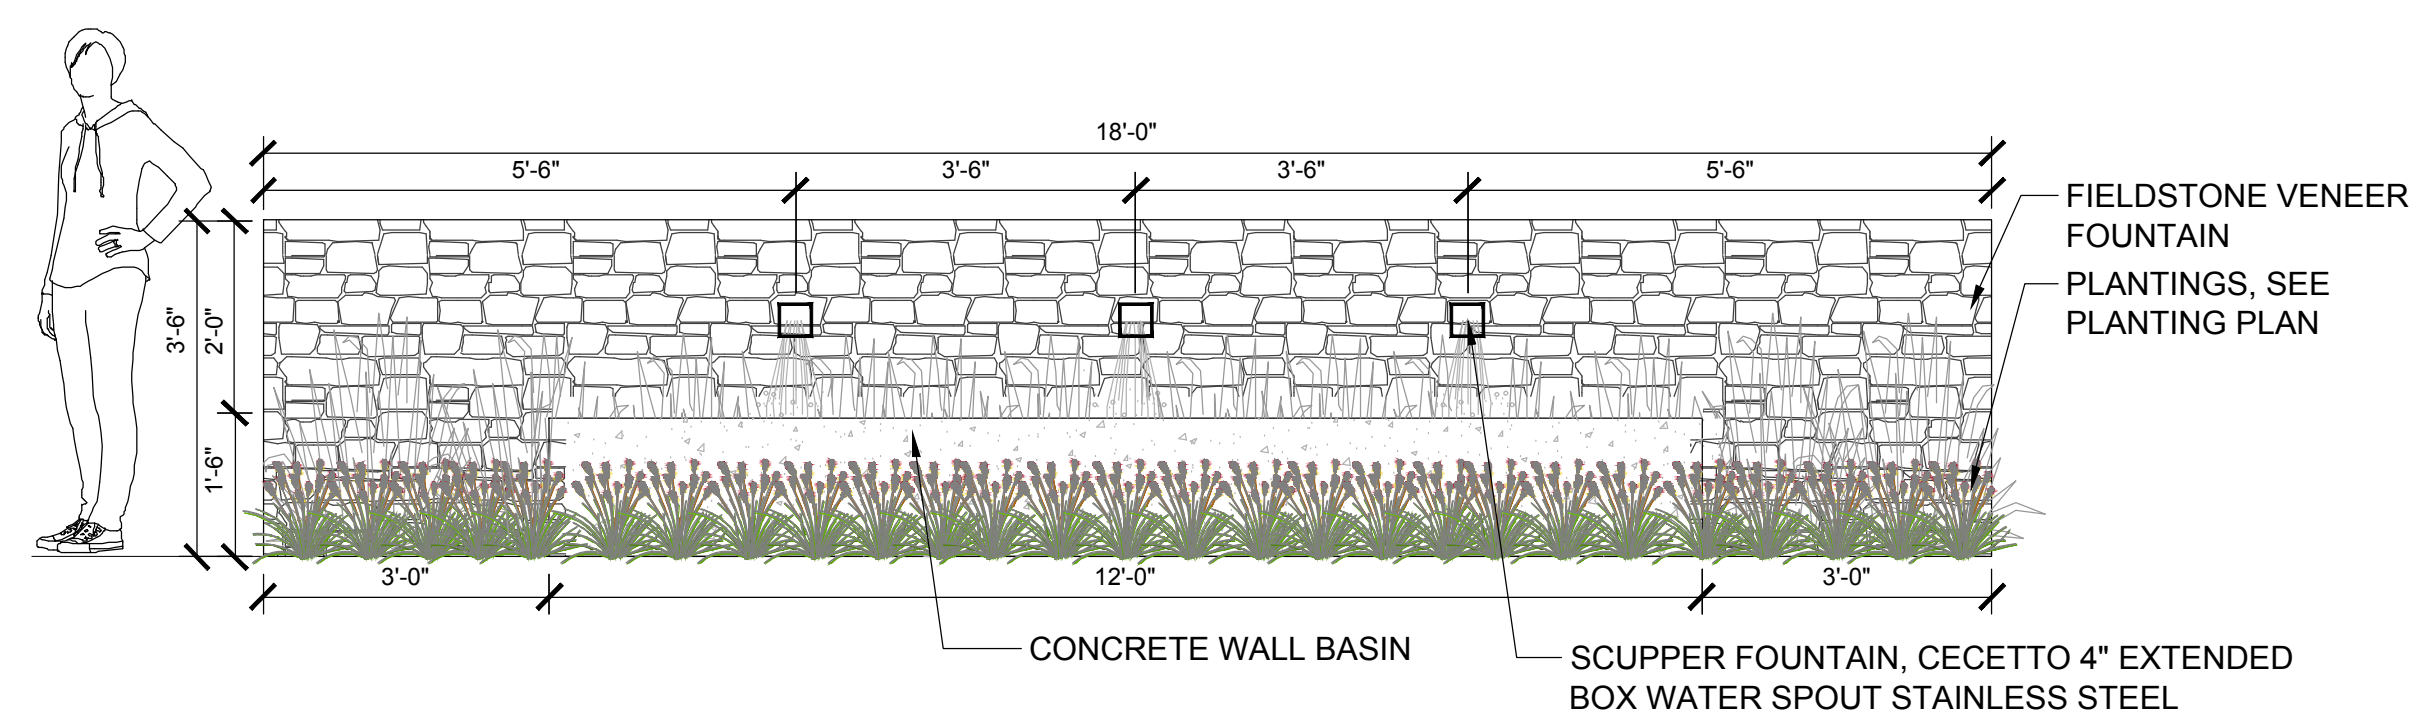 18'-0"
5'-6"
3'-6"
3'-6"
5'-6"
FIELDSTONE VENEER
FOUNTAIN
PLANTINGS, SEE
PLANTING PLAN
3'-6"
2'-0"
1'-6"
3'-0"
12'-0"
3'-0"
CONCRETE WALL BASIN
SCUPPER FOUNTAIN, CECETTO 4" EXTENDED
BOX WATER SPOUT STAINLESS STEEL